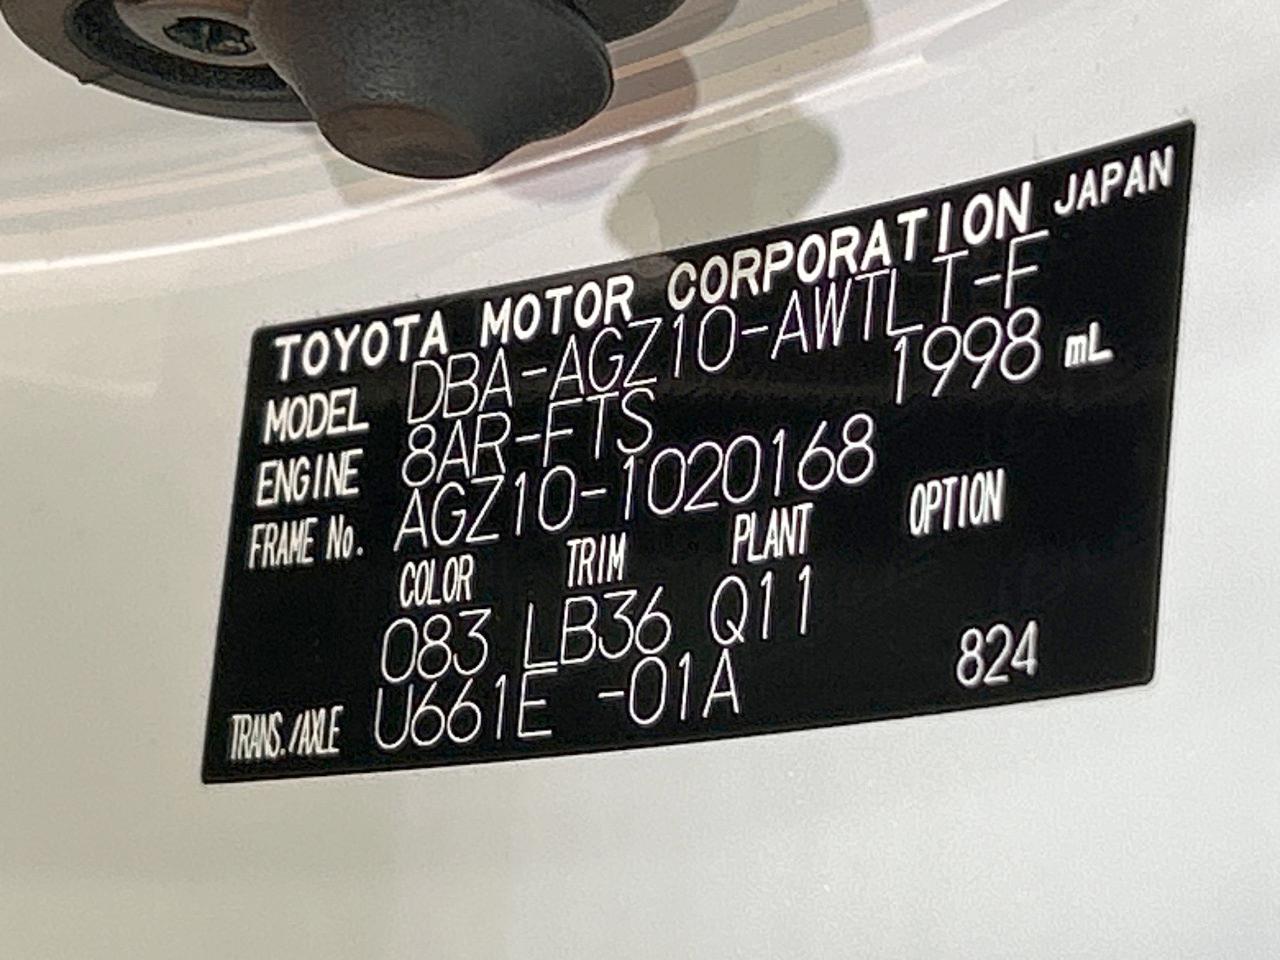 TOYOTA MOTOR CORPORATION JAPAN
MODEL DBA-AGZ10-AWTLT-F
ENGINE 8AR-FTS 1998 mL
FRAME No. AGZ10-1020168
COLOR TRIM PLANT OPTION
083 LB36 Q11
TRANS./AXLE U661E -01A 824